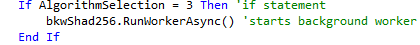 If AlgorithmSelection = 3 Then 'if statement
bkwShad256.RunWorkerAsync() 'starts background worker
End If